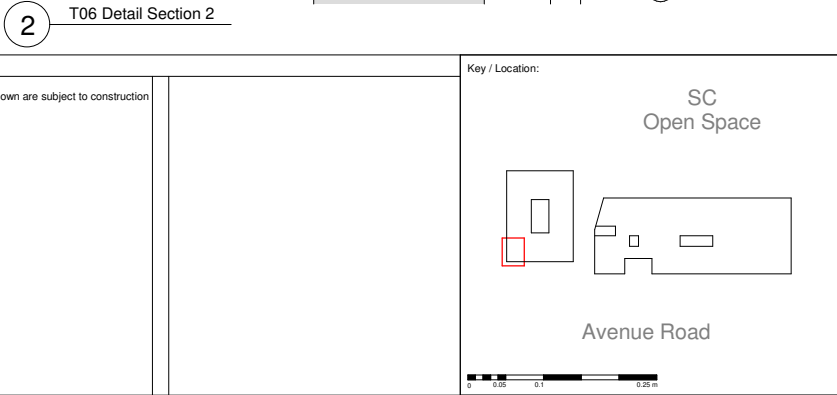 2
T06 Detail Section 2
own are subject to construction
Key / Location:
SC
Open Space
Avenue Road
0 0.05 0.1 0.25 m